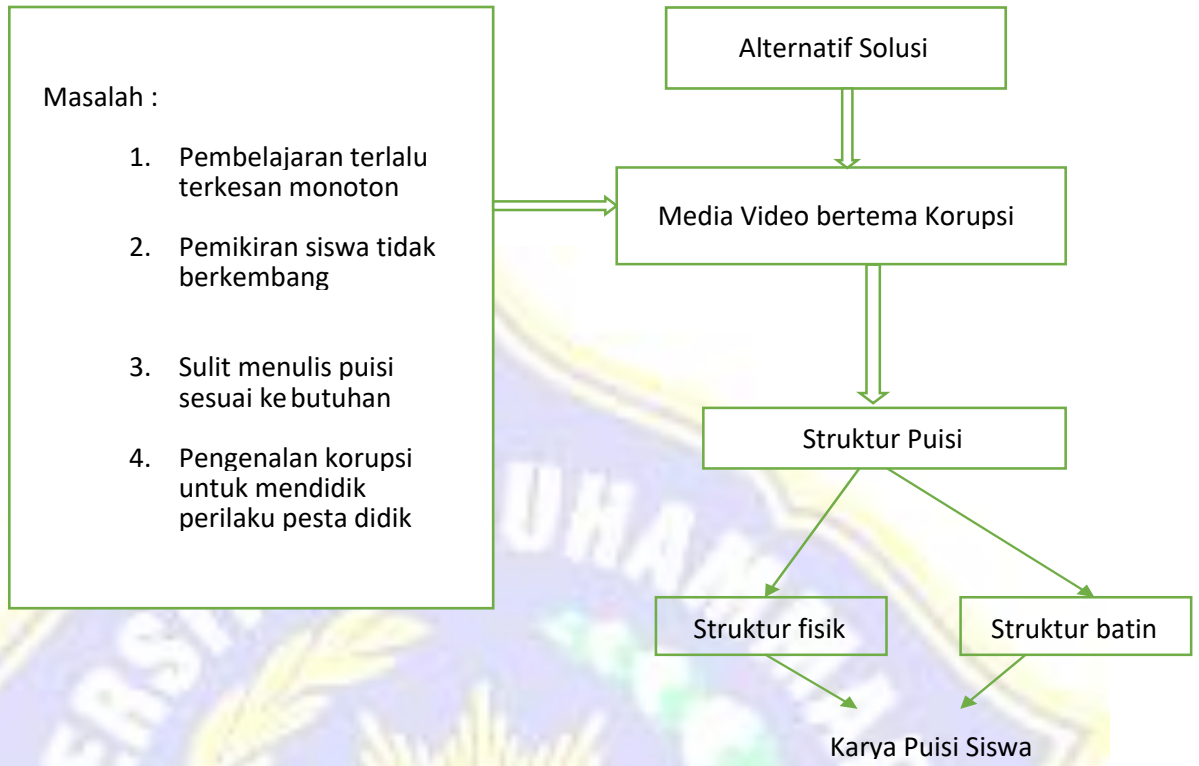 Masalah :
1. Pembelajaran terlalu
terkesan monoton
2. Pemikiran siswa tidak
berkembang
3. Sulit menulis puisi
sesuai kebutuhan
4. Pengenalan korupsi
untuk mendidik
perilaku pesta didik
Alternatif Solusi
Media Video bertema Korupsi
Struktur Puisi
Struktur fisik
Struktur batin
Karya Puisi Siswa